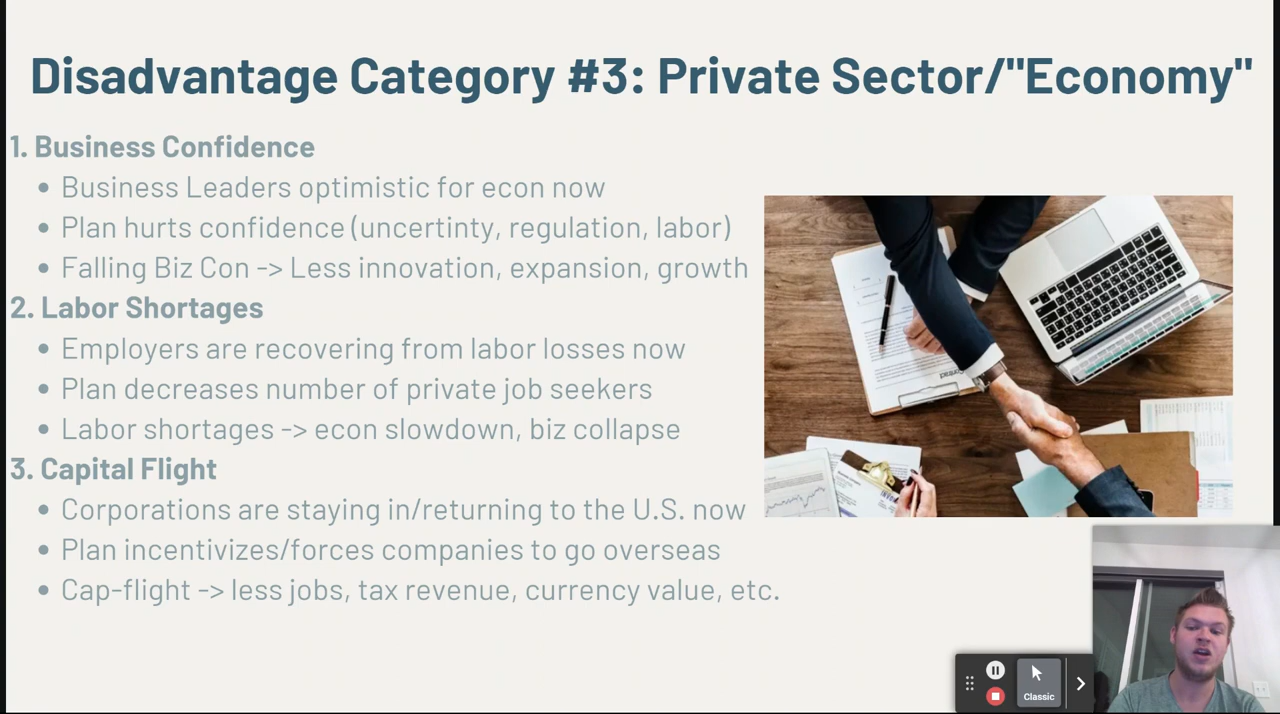 Disadvantage Category #3: Private Sector/"Economy"
1. Business Confidence
• Business Leaders optimistic for econ now
• Plan hurts confidence (uncertinty, regulation, labor)
• Falling Biz Con -> Less innovation, expansion, growth
2. Labor Shortages
• Employers are recovering from labor losses now
• Plan decreases number of private job seekers
• Labor shortages -> econ slowdown, biz collapse
3. Capital Flight
• Corporations are staying in/returning to the U.S. now
• Plan incentivizes/forces companies to go overseas
• Cap-flight -> less jobs, tax revenue, currency value, etc.
Contract
Classic